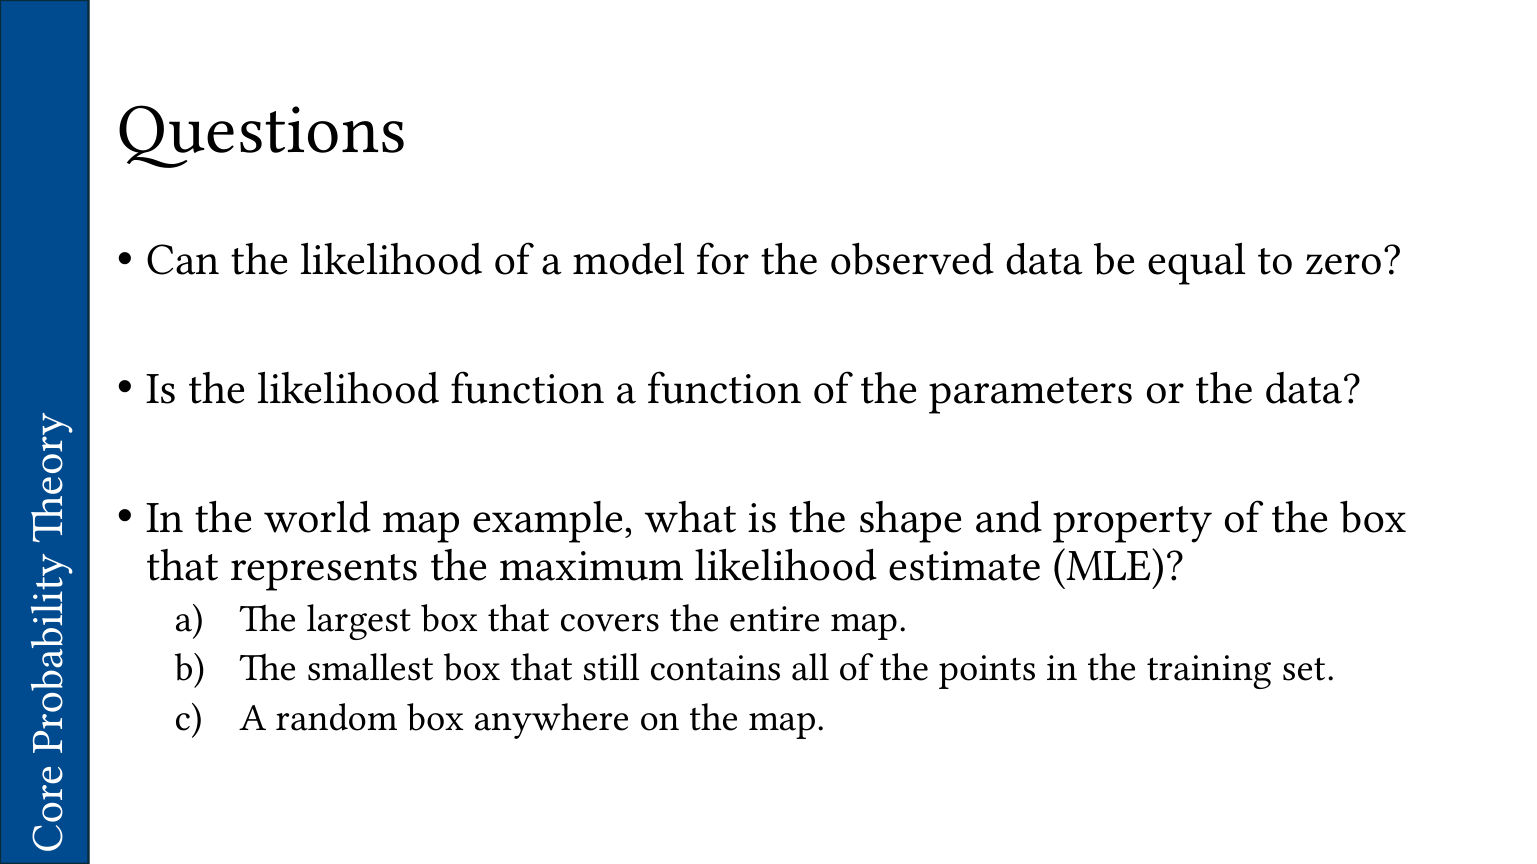 Core Probability Theory
Questions
• Can the likelihood of a model for the observed data be equal to zero?
• Is the likelihood function a function of the parameters or the data?
• In the world map example, what is the shape and property of the box
that represents the maximum likelihood estimate (MLE)?
a) The largest box that covers the entire map.
b) The smallest box that still contains all of the points in the training set.
c) A random box anywhere on the map.